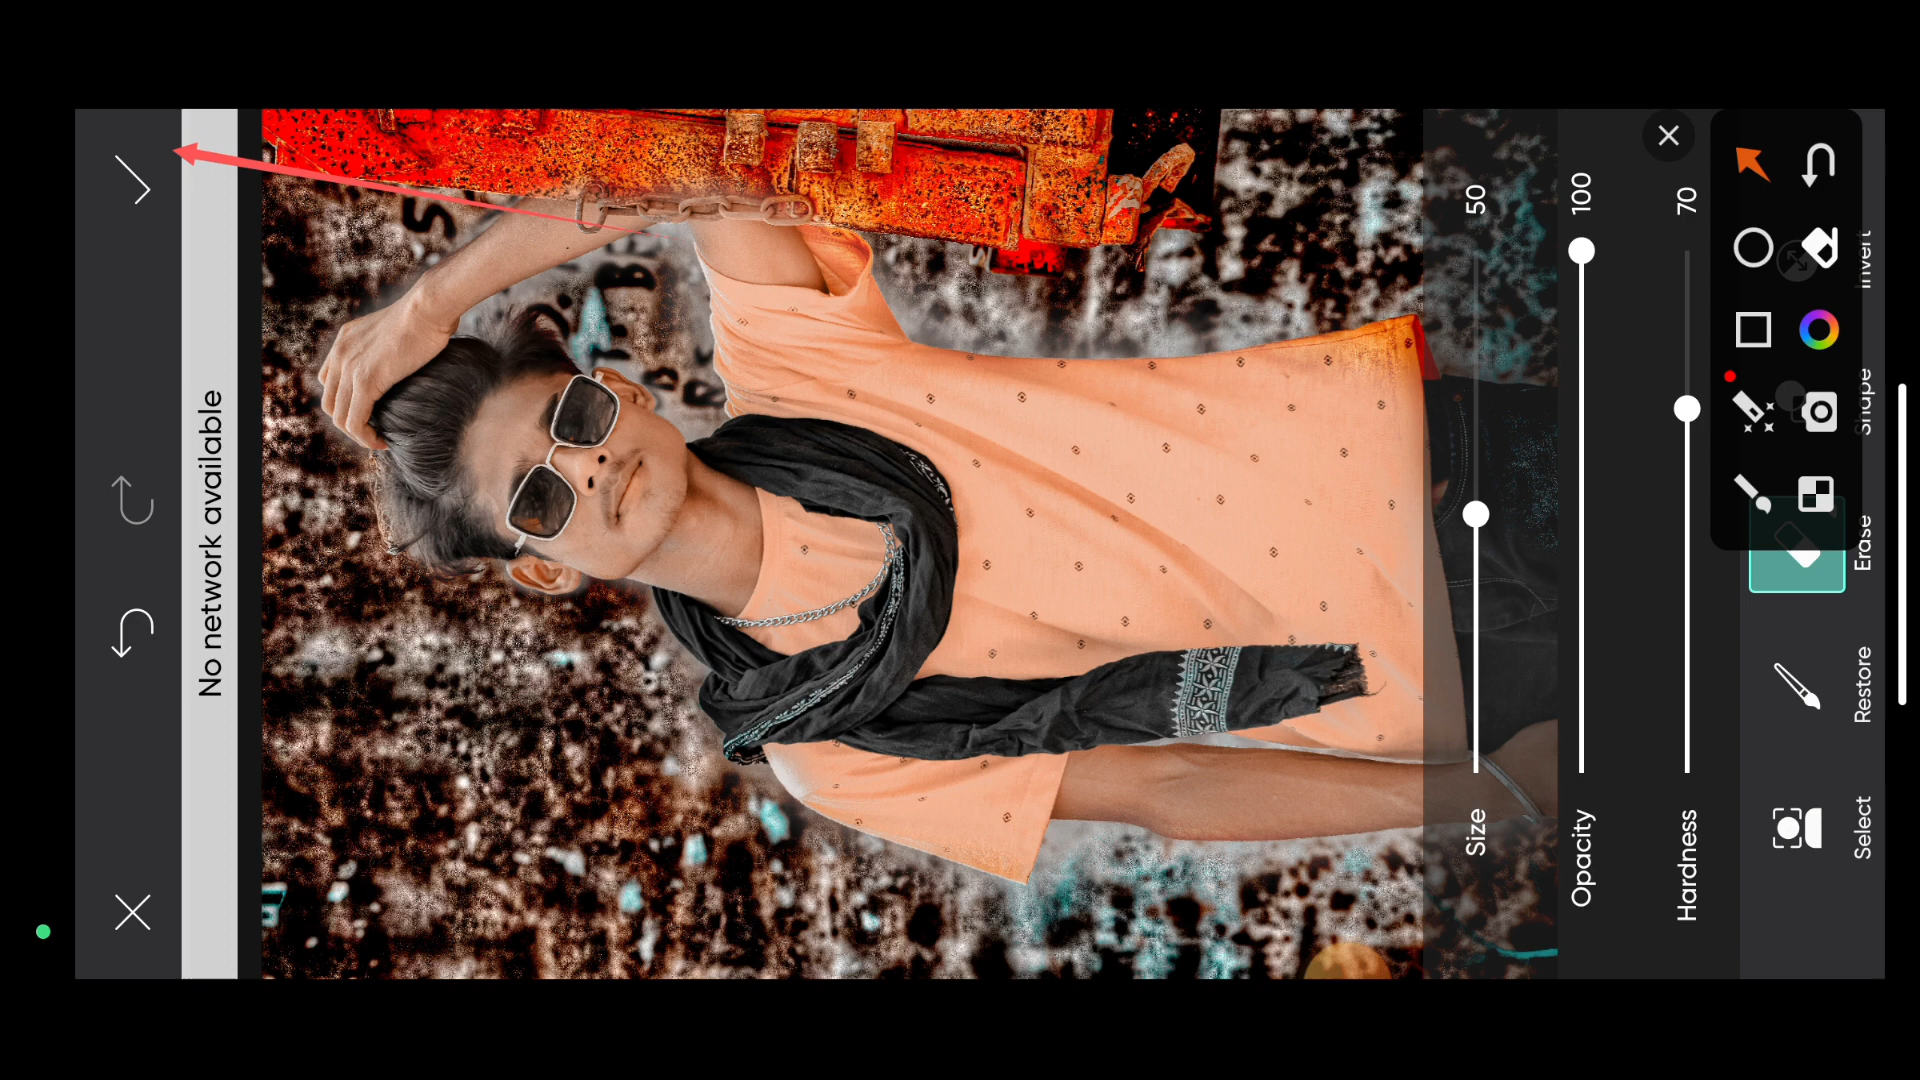 No network available
Size 50
Opacity 100
Hardness 70
Select
Restore
Erase
Shape
Invert